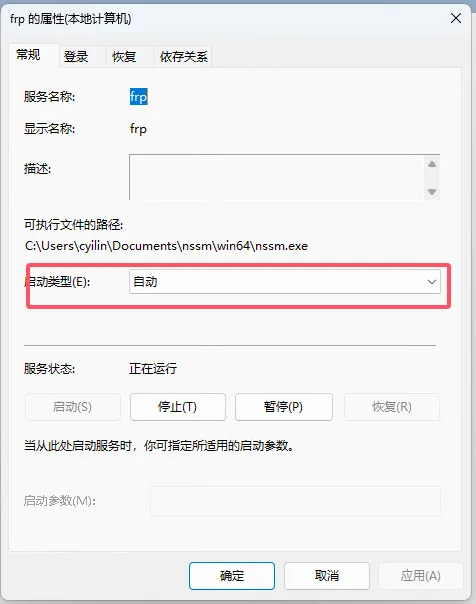 frp 的属性(本地计算机)
常规 登录 恢复 依存关系
服务名称: frp
显示名称: frp
描述:
可执行文件的路径:
C:\Users\cyilin\Documents\nssm\win64\nssm.exe
启动类型(E): 自动
服务状态: 正在运行
启动(S) 停止(T) 暂停(P) 恢复(R)
当从此处启动服务时，你可指定所适用的启动参数。
启动参数(M):
确定 取消 应用(A)